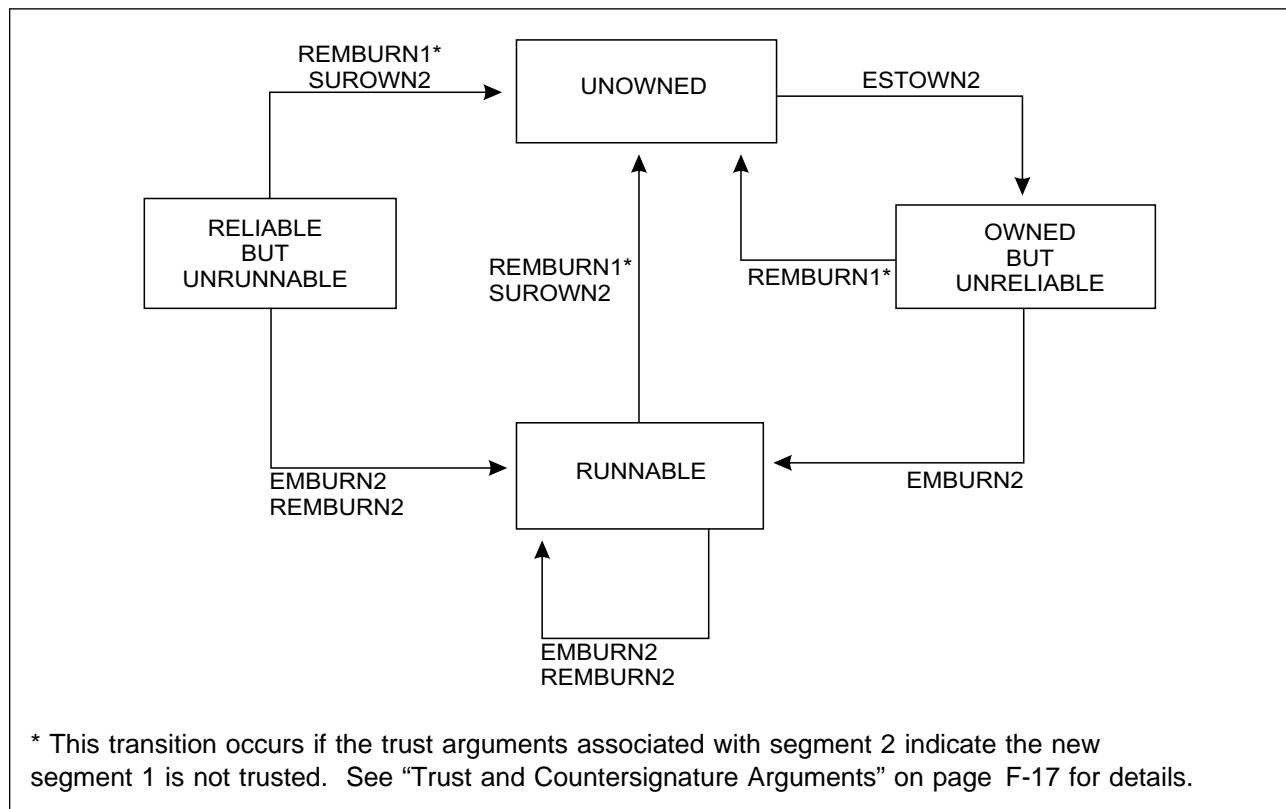 REMBURN1*
SUROWN2
UNOWNED
ESTOWN2
RELIABLE
BUT
UNRUNNABLE
REMBURN1*
SUROWN2
REMBURN1*
OWNED
BUT
UNRELIABLE
EMBURN2
REMBURN2
RUNNABLE
EMBURN2
EMBURN2
REMBURN2
* This transition occurs if the trust arguments associated with segment 2 indicate the new
segment 1 is not trusted. See “Trust and Countersignature Arguments” on page F-17 for details.